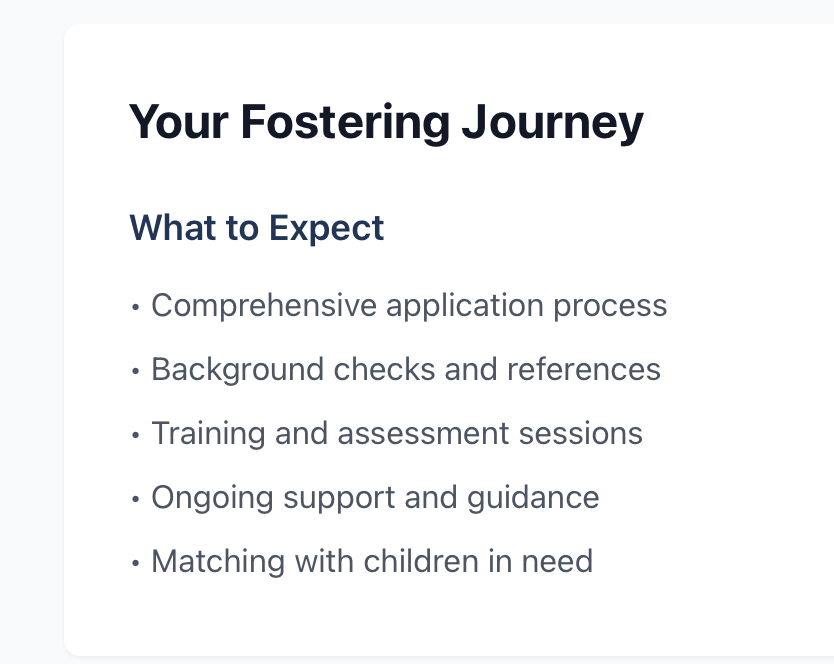 Your Fostering Journey
What to Expect
• Comprehensive application process
• Background checks and references
• Training and assessment sessions
• Ongoing support and guidance
• Matching with children in need